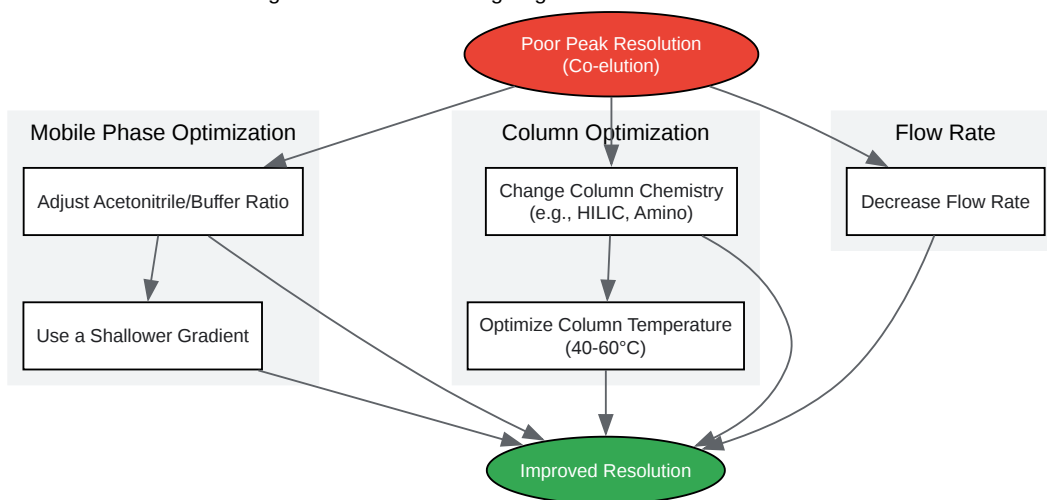 Poor Peak Resolution
(Co-elution)
Mobile Phase Optimization
Column Optimization
Flow Rate
Adjust Acetonitrile/Buffer Ratio
Change Column Chemistry
(e.g., HILIC, Amino)
Decrease Flow Rate
Use a Shallower Gradient
Optimize Column Temperature
(40-60°C)
Improved Resolution